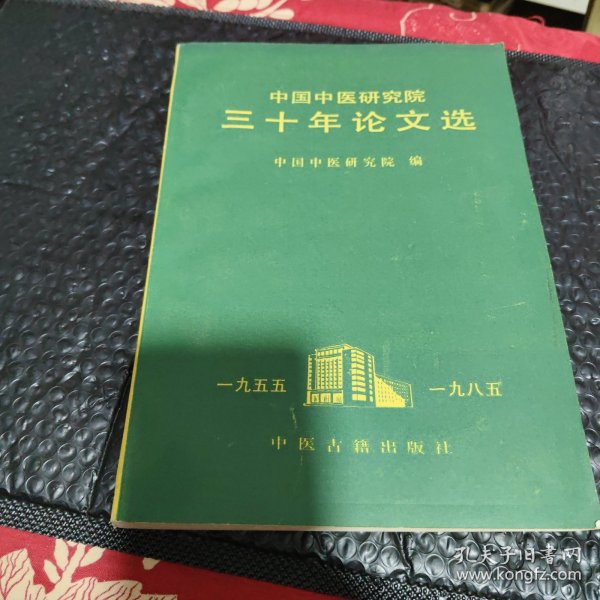 中国中医研究院
三十年论文选
中国中医研究院 编
一九五五
一九八五
中医古籍出版社
孔夫子旧书网
www.kongfz.com